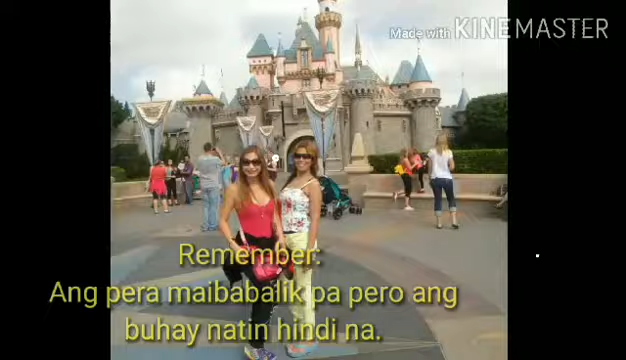 Made with KINEMASTER
Remember:
Ang pera maibabalik pa pero ang
buhay natin hindi na.